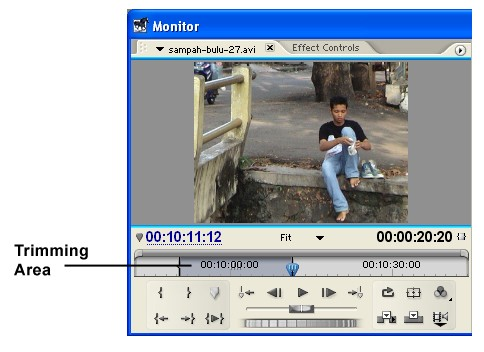 Monitor
sampah-bulu-27.avi Effect Controls
00:10:11:12 Fit 00:00:20:20
Trimming
Area
00:10:00:00 00:10:30:00